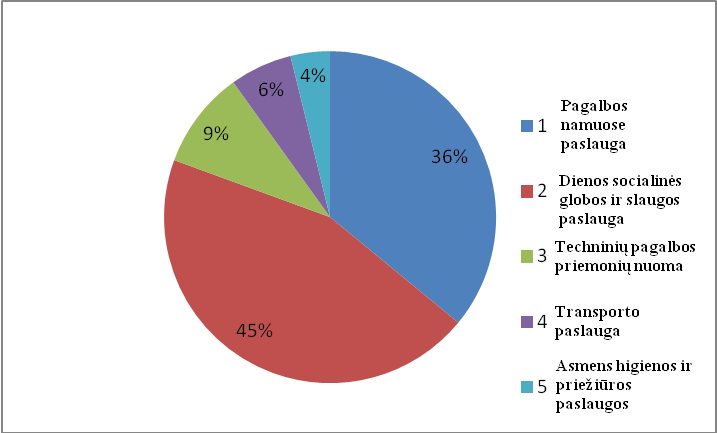 4%
6%
9%
36%
45%
1 Pagalbos
namuose
paslauga
2 Dienos socialinės
globos ir slaugos
paslauga
3 Techninių pagalbos
priemonių nuoma
4 Transporto
paslauga
5 Asmens higienos ir
priežiūros
paslaugos